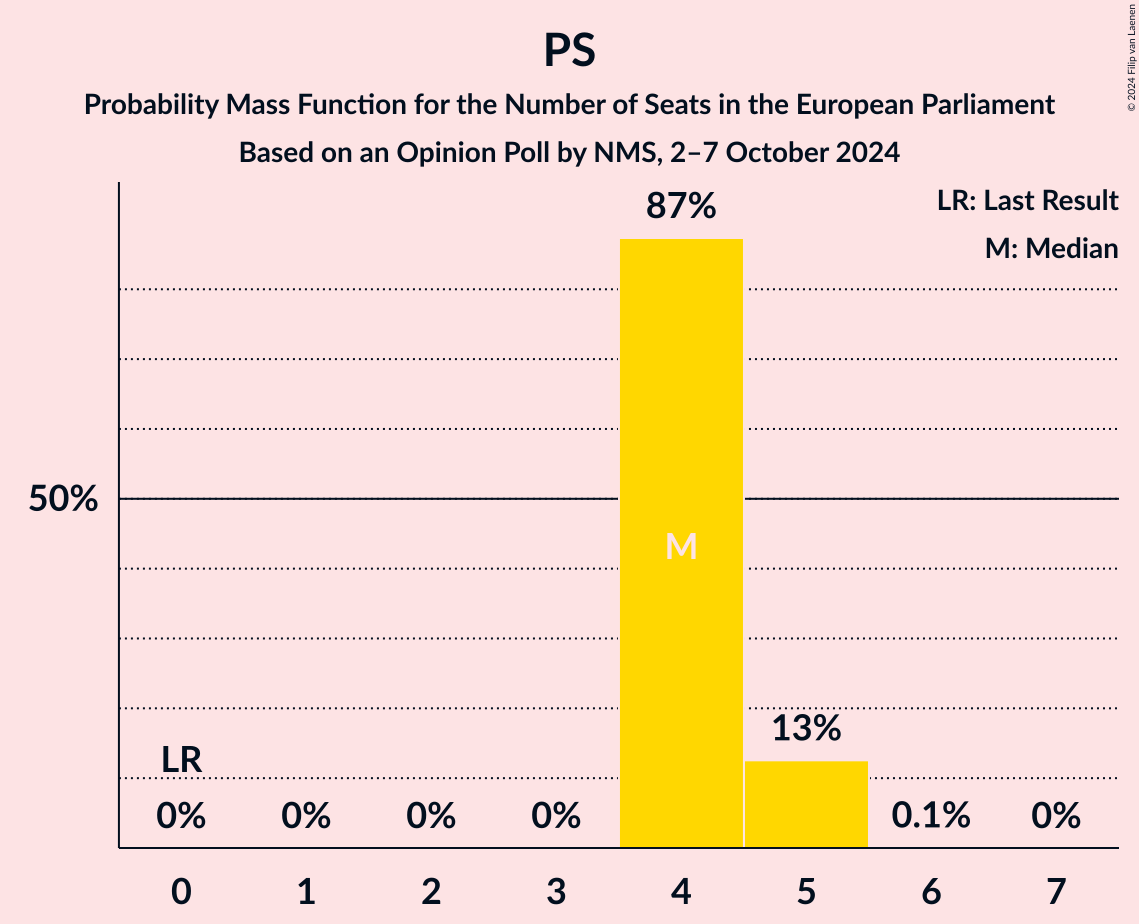 PS
Probability Mass Function for the Number of Seats in the European Parliament
Based on an Opinion Poll by NMS, 2–7 October 2024
© 2024 Filip van Laenen
LR: Last Result
M: Median
87%
50%
M
13%
LR
0% 0% 0% 0% 0.1% 0%
0 1 2 3 4 5 6 7